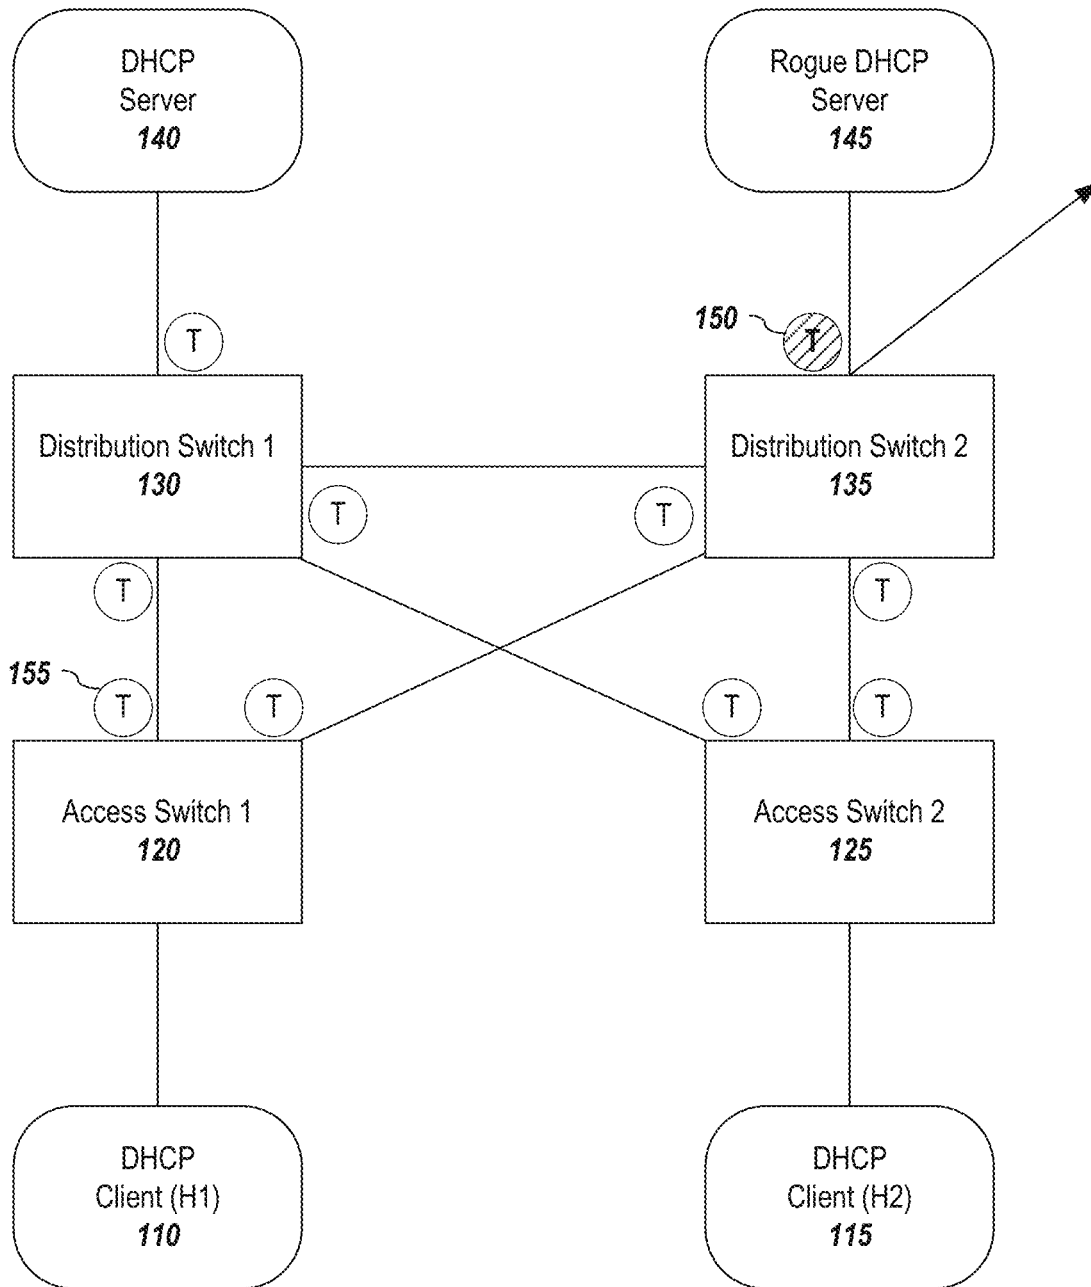 DHCP
Server
140
Rogue DHCP
Server
145
T
150
T
Distribution Switch 1
130
Distribution Switch 2
135
T
T
T
T
155
T
T
T
T
Access Switch 1
120
Access Switch 2
125
DHCP
Client (H1)
110
DHCP
Client (H2)
115